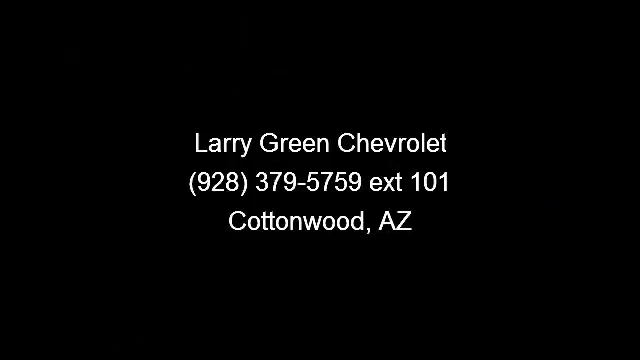 Larry Green Chevrolet
(928) 379-5759 ext 101
Cottonwood, AZ